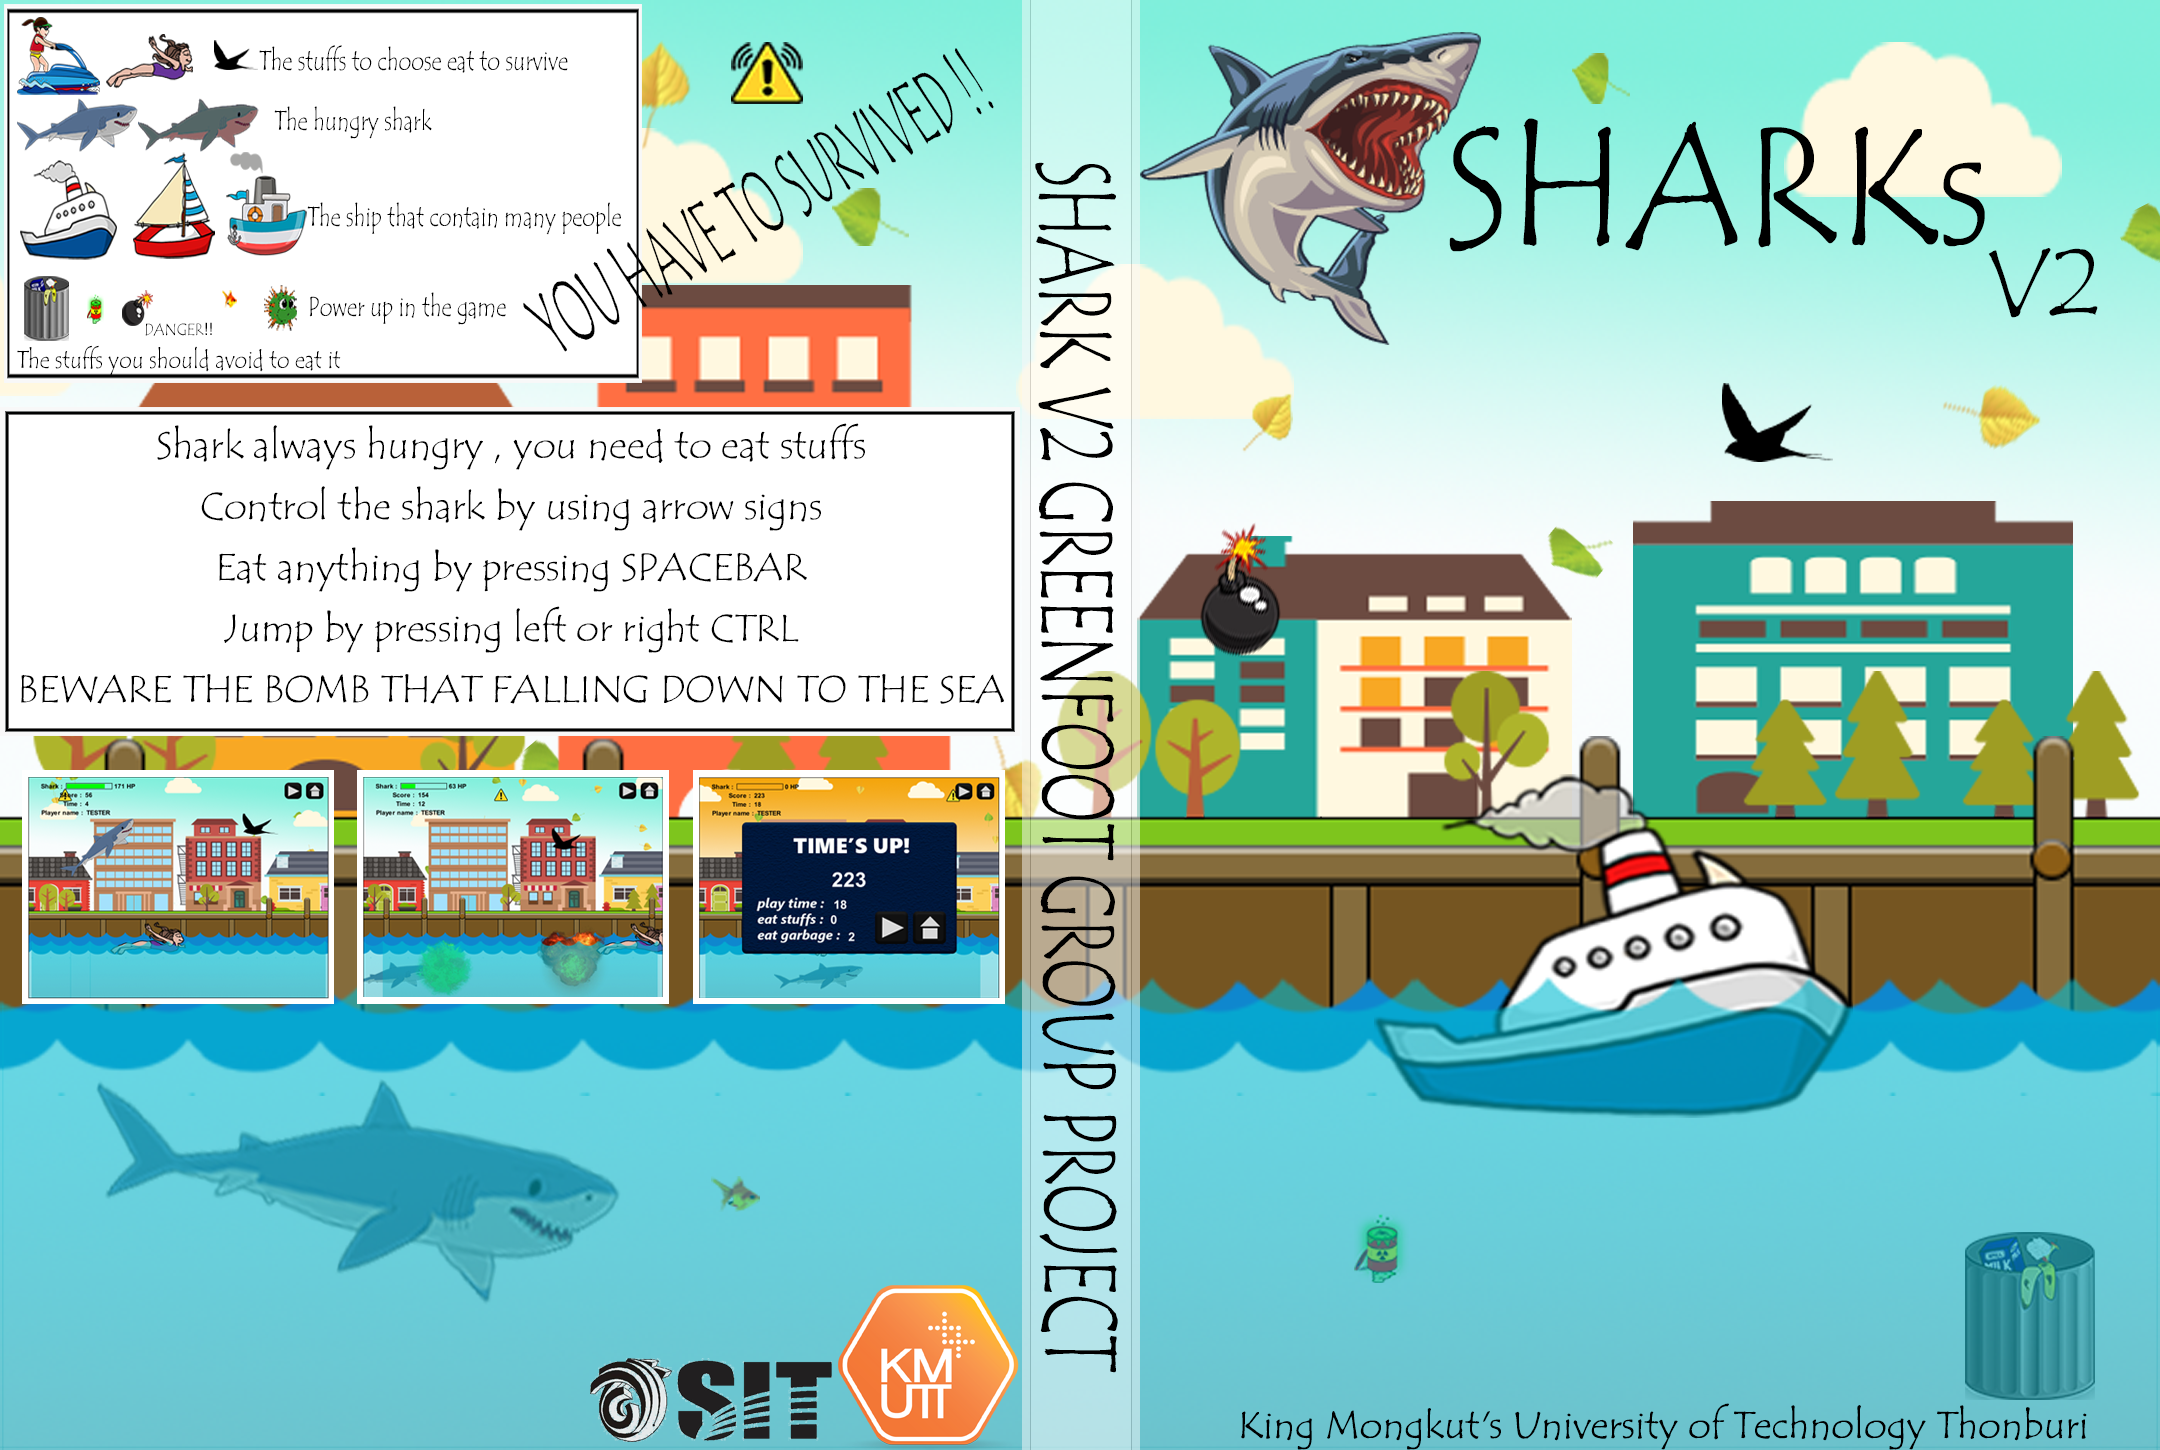 The stuffs to choose eat to survive
The hungry shark
The ship that contain many people
DANGER!!
Power up in the game
The stuffs you should avoid to eat it
YOU HAVE TO SURVIVED !!
Shark always hungry , you need to eat stuffs
Control the shark by using arrow signs
Eat anything by pressing SPACEBAR
Jump by pressing left or right CTRL
BEWARE THE BOMB THAT FALLING DOWN TO THE SEA
Shark : 171 HP
Score : 56
Time : 4
Player name : TESTER
Shark : 63 HP
Score : 154
Time : 12
Player name : TESTER
Shark : 0 HP
Score : 223
Time : 18
Player name : TESTER
TIME'S UP!
223
play time : 18
eat stuffs : 0
eat garbage : 2
SIT
KM
UTT
SHARK V2 GREENFOOT GROUP PROJECT
SHARKs
V2
MILK
King Mongkut's University of Technology Thonburi